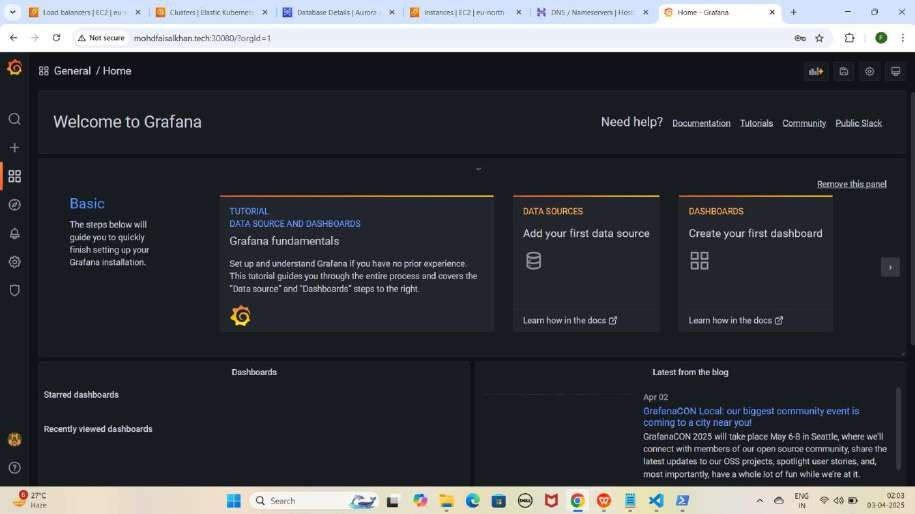 Load balancers | EC2 | eu-
Clusters | Elastic Kubernet
Database Details | Aurora
Instances | EC2 | eu-north
DNS / Nameservers | Host
Home - Grafana
Not secure
mohdfaisalkhan.tech:30080/?orgId=1
F
General / Home
Welcome to Grafana
Need help?
Documentation
Tutorials
Community
Public Slack
Remove this panel
Basic
The steps below will
guide you to quickly
finish setting up your
Grafana installation.
TUTORIAL
DATA SOURCE AND DASHBOARDS
Grafana fundamentals
Set up and understand Grafana if you have no prior experience.
This tutorial guides you through the entire process and covers the
"Data source" and "Dashboards" steps to the right.
DATA SOURCES
Add your first data source
Learn how in the docs
DASHBOARDS
Create your first dashboard
Learn how in the docs
Dashboards
Starred dashboards
Recently viewed dashboards
Latest from the blog
Apr 02
GrafanaCON Local: our biggest community event is
coming to a city near you!
GrafanaCON 2025 will take place May 6-8 in Seattle, where we'll
connect with members of our open source community, share the
latest updates to our OSS projects, spotlight user stories, and,
most importantly, have a whole lot of fun while we're at it.
6
27°C
Haze
Search
DELL
ENG
IN
02:03
03-04-2025